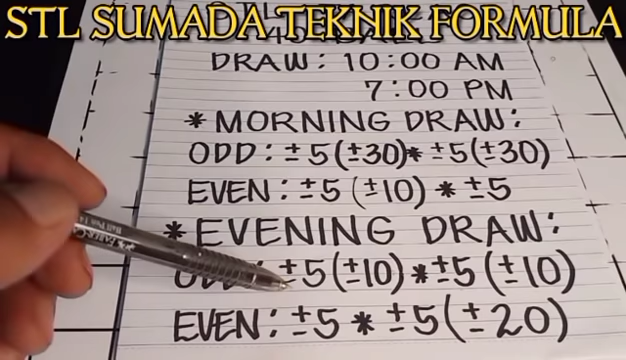 STL SUMADA TEKNIK FORMULA
DRAW: 10:00 AM
7:00 PM
* MORNING DRAW:
ODD: ±5(±30)* ±5(±30)
EVEN: ±5(±10) * ±5
* EVENING DRAW:
ODD: ±5(±10)*±5(±10)
EVEN: ±5 * ±5(±20)